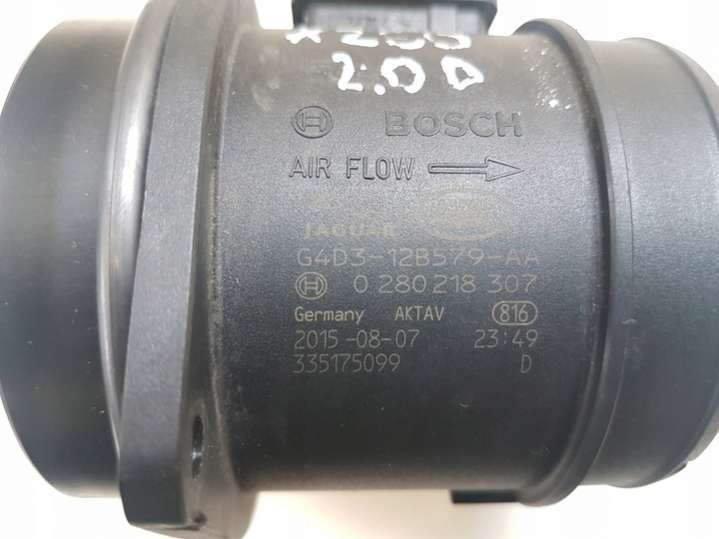 2.0 D
BOSCH
AIR FLOW
JAGUAR
G4D3-12B579-AA
0 280 218 307
Germany AKTAV 816
2015-08-07 23:49
335175099 D